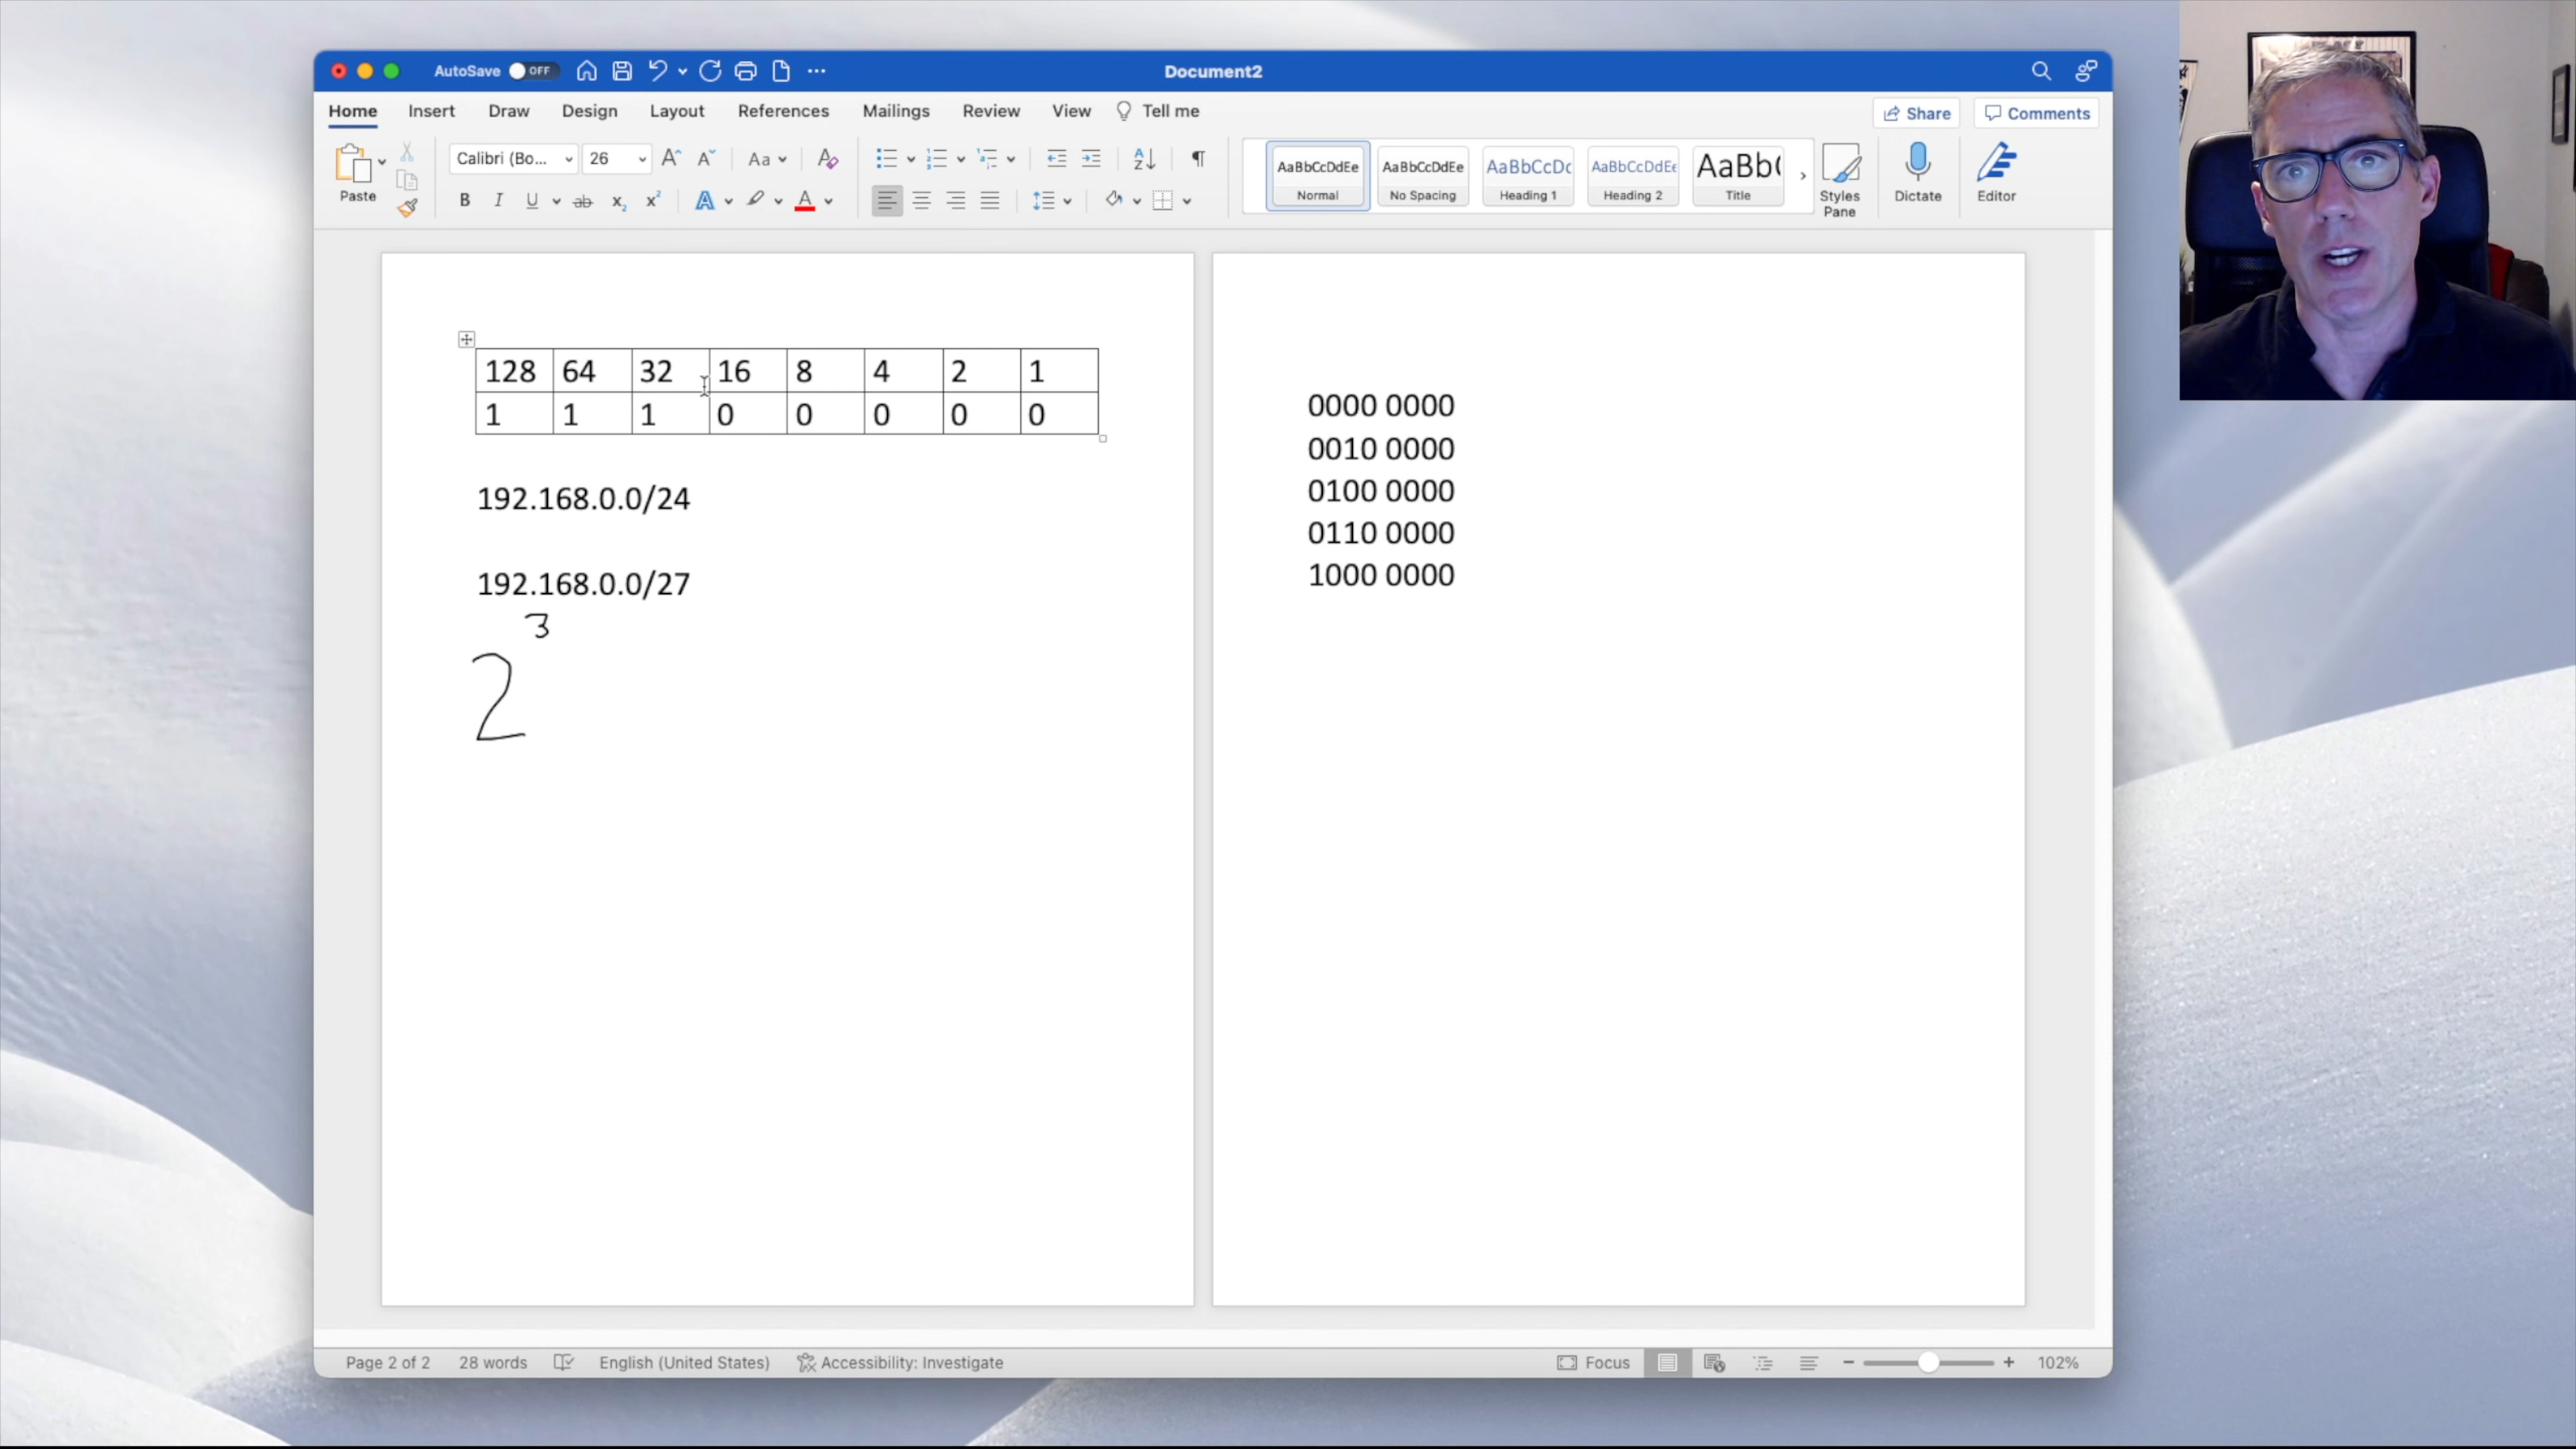 AutoSave OFF
Document2
Home Insert Draw Design Layout References Mailings Review View Tell me
Share Comments
Paste
Calibri (Bo... 26
AaBbCcDdEe AaBbCcDdEe AaBbCcDc AaBbCcDdEe AaBb(
Normal No Spacing Heading 1 Heading 2 Title
Styles
Pane
Dictate
Editor
128 64 32 16 8 4 2 1
1 1 1 0 0 0 0 0
192.168.0.0/24
192.168.0.0/27
3
2
0000 0000
0010 0000
0100 0000
0110 0000
1000 0000
Page 2 of 2 28 words English (United States) Accessibility: Investigate Focus 102%